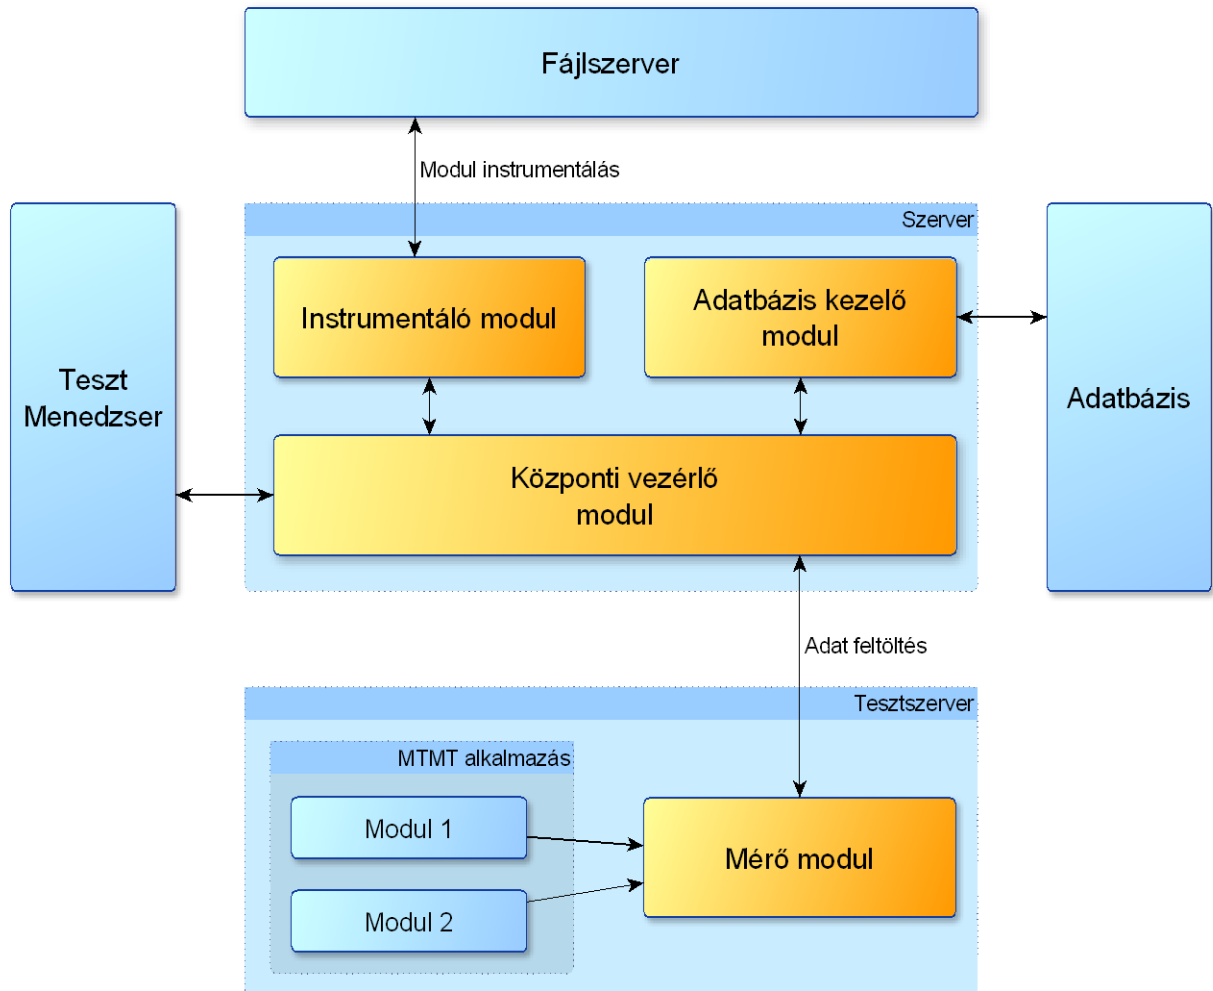 Fájlszerver
Modul instrumentálás
Szerver
Instrumentáló modul
Adatbázis kezelő
modul
Teszt
Menedzser
Adatbázis
Központi vezérlő
modul
Adat feltöltés
Tesztszerver
MTMT alkalmazás
Modul 1
Mérő modul
Modul 2